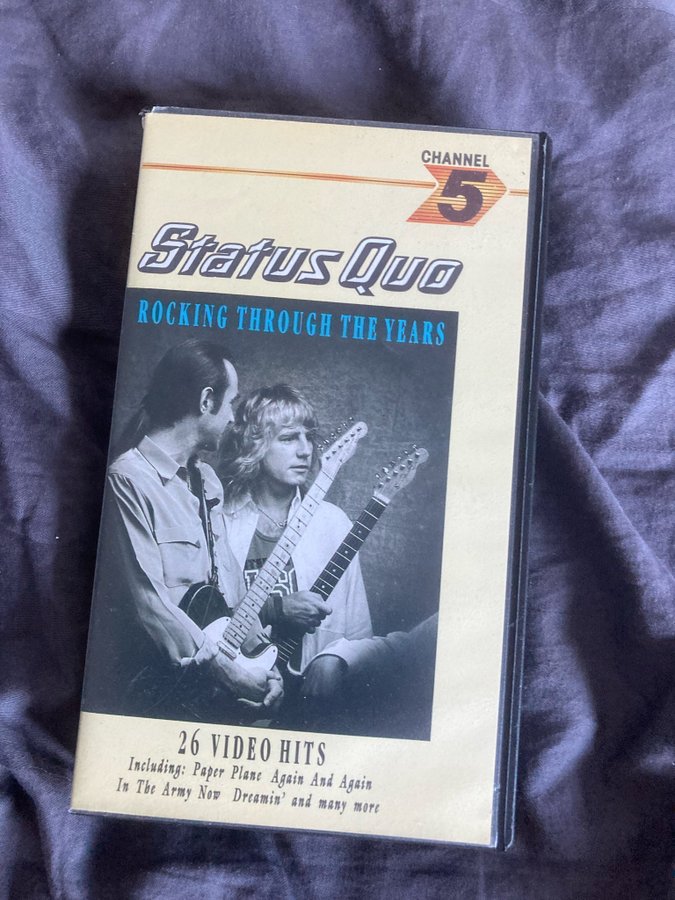 CHANNEL
5
Status Quo
ROCKING THROUGH THE YEARS
26 VIDEO HITS
Including: Paper Plane Again And Again
In The Army Now Dreamin' and many more